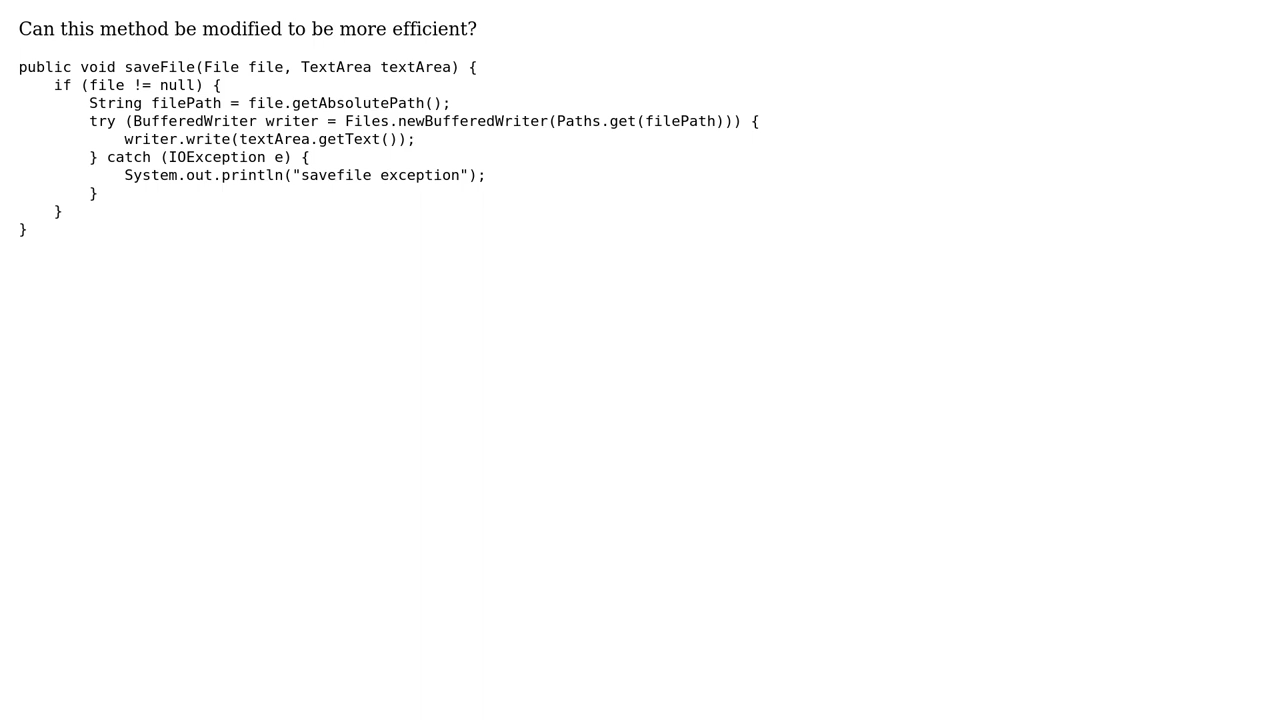 Can this method be modified to be more efficient?
public void saveFile(File file, TextArea textArea) {
    if (file != null) {
        String filePath = file.getAbsolutePath();
        try (BufferedWriter writer = Files.newBufferedWriter(Paths.get(filePath))) {
            writer.write(textArea.getText());
        } catch (IOException e) {
            System.out.println("savefile exception");
        }
    }
}